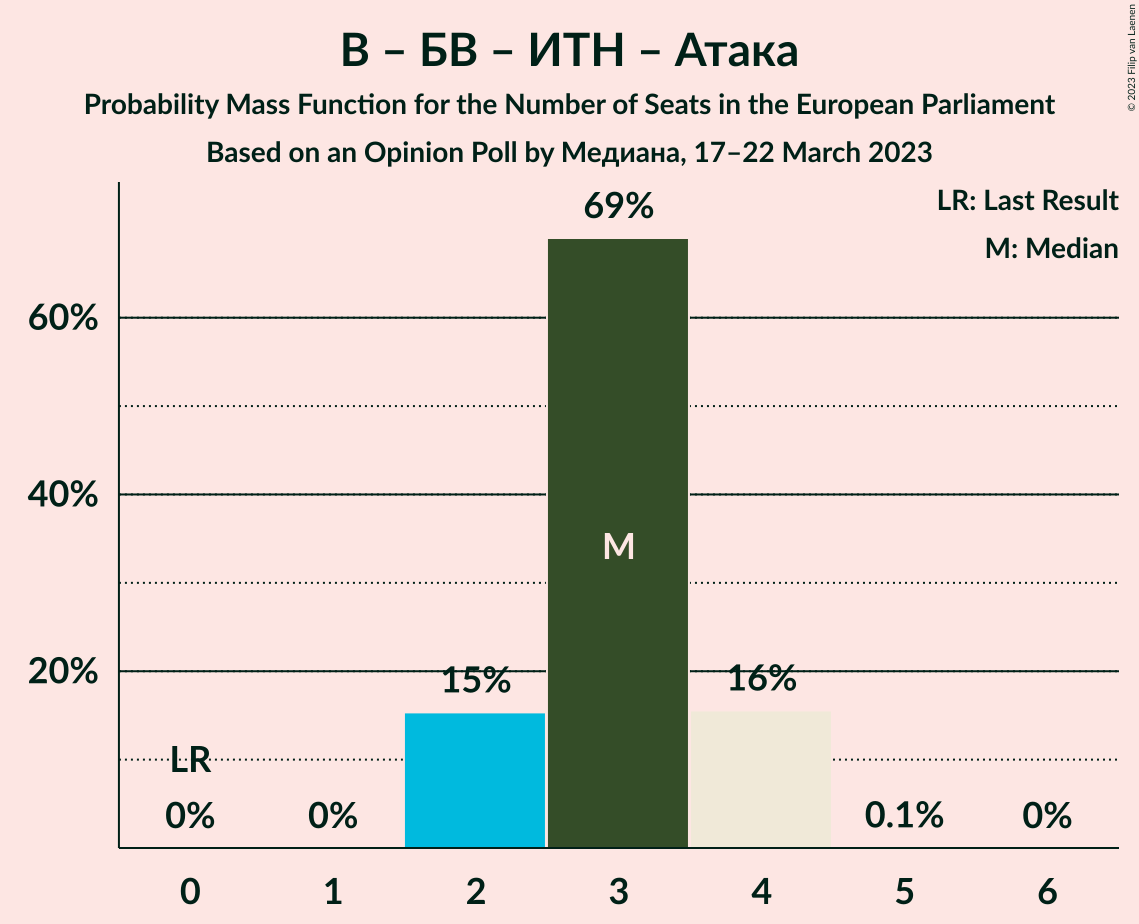 В – БВ – ИТН – Атака
Probability Mass Function for the Number of Seats in the European Parliament
Based on an Opinion Poll by Медиана, 17–22 March 2023
© 2023 Filip van Laenen
LR: Last Result
M: Median
69%
60%
40%
M
20%
15%
16%
LR
0%
0%
0.1%
0%
0
1
2
3
4
5
6